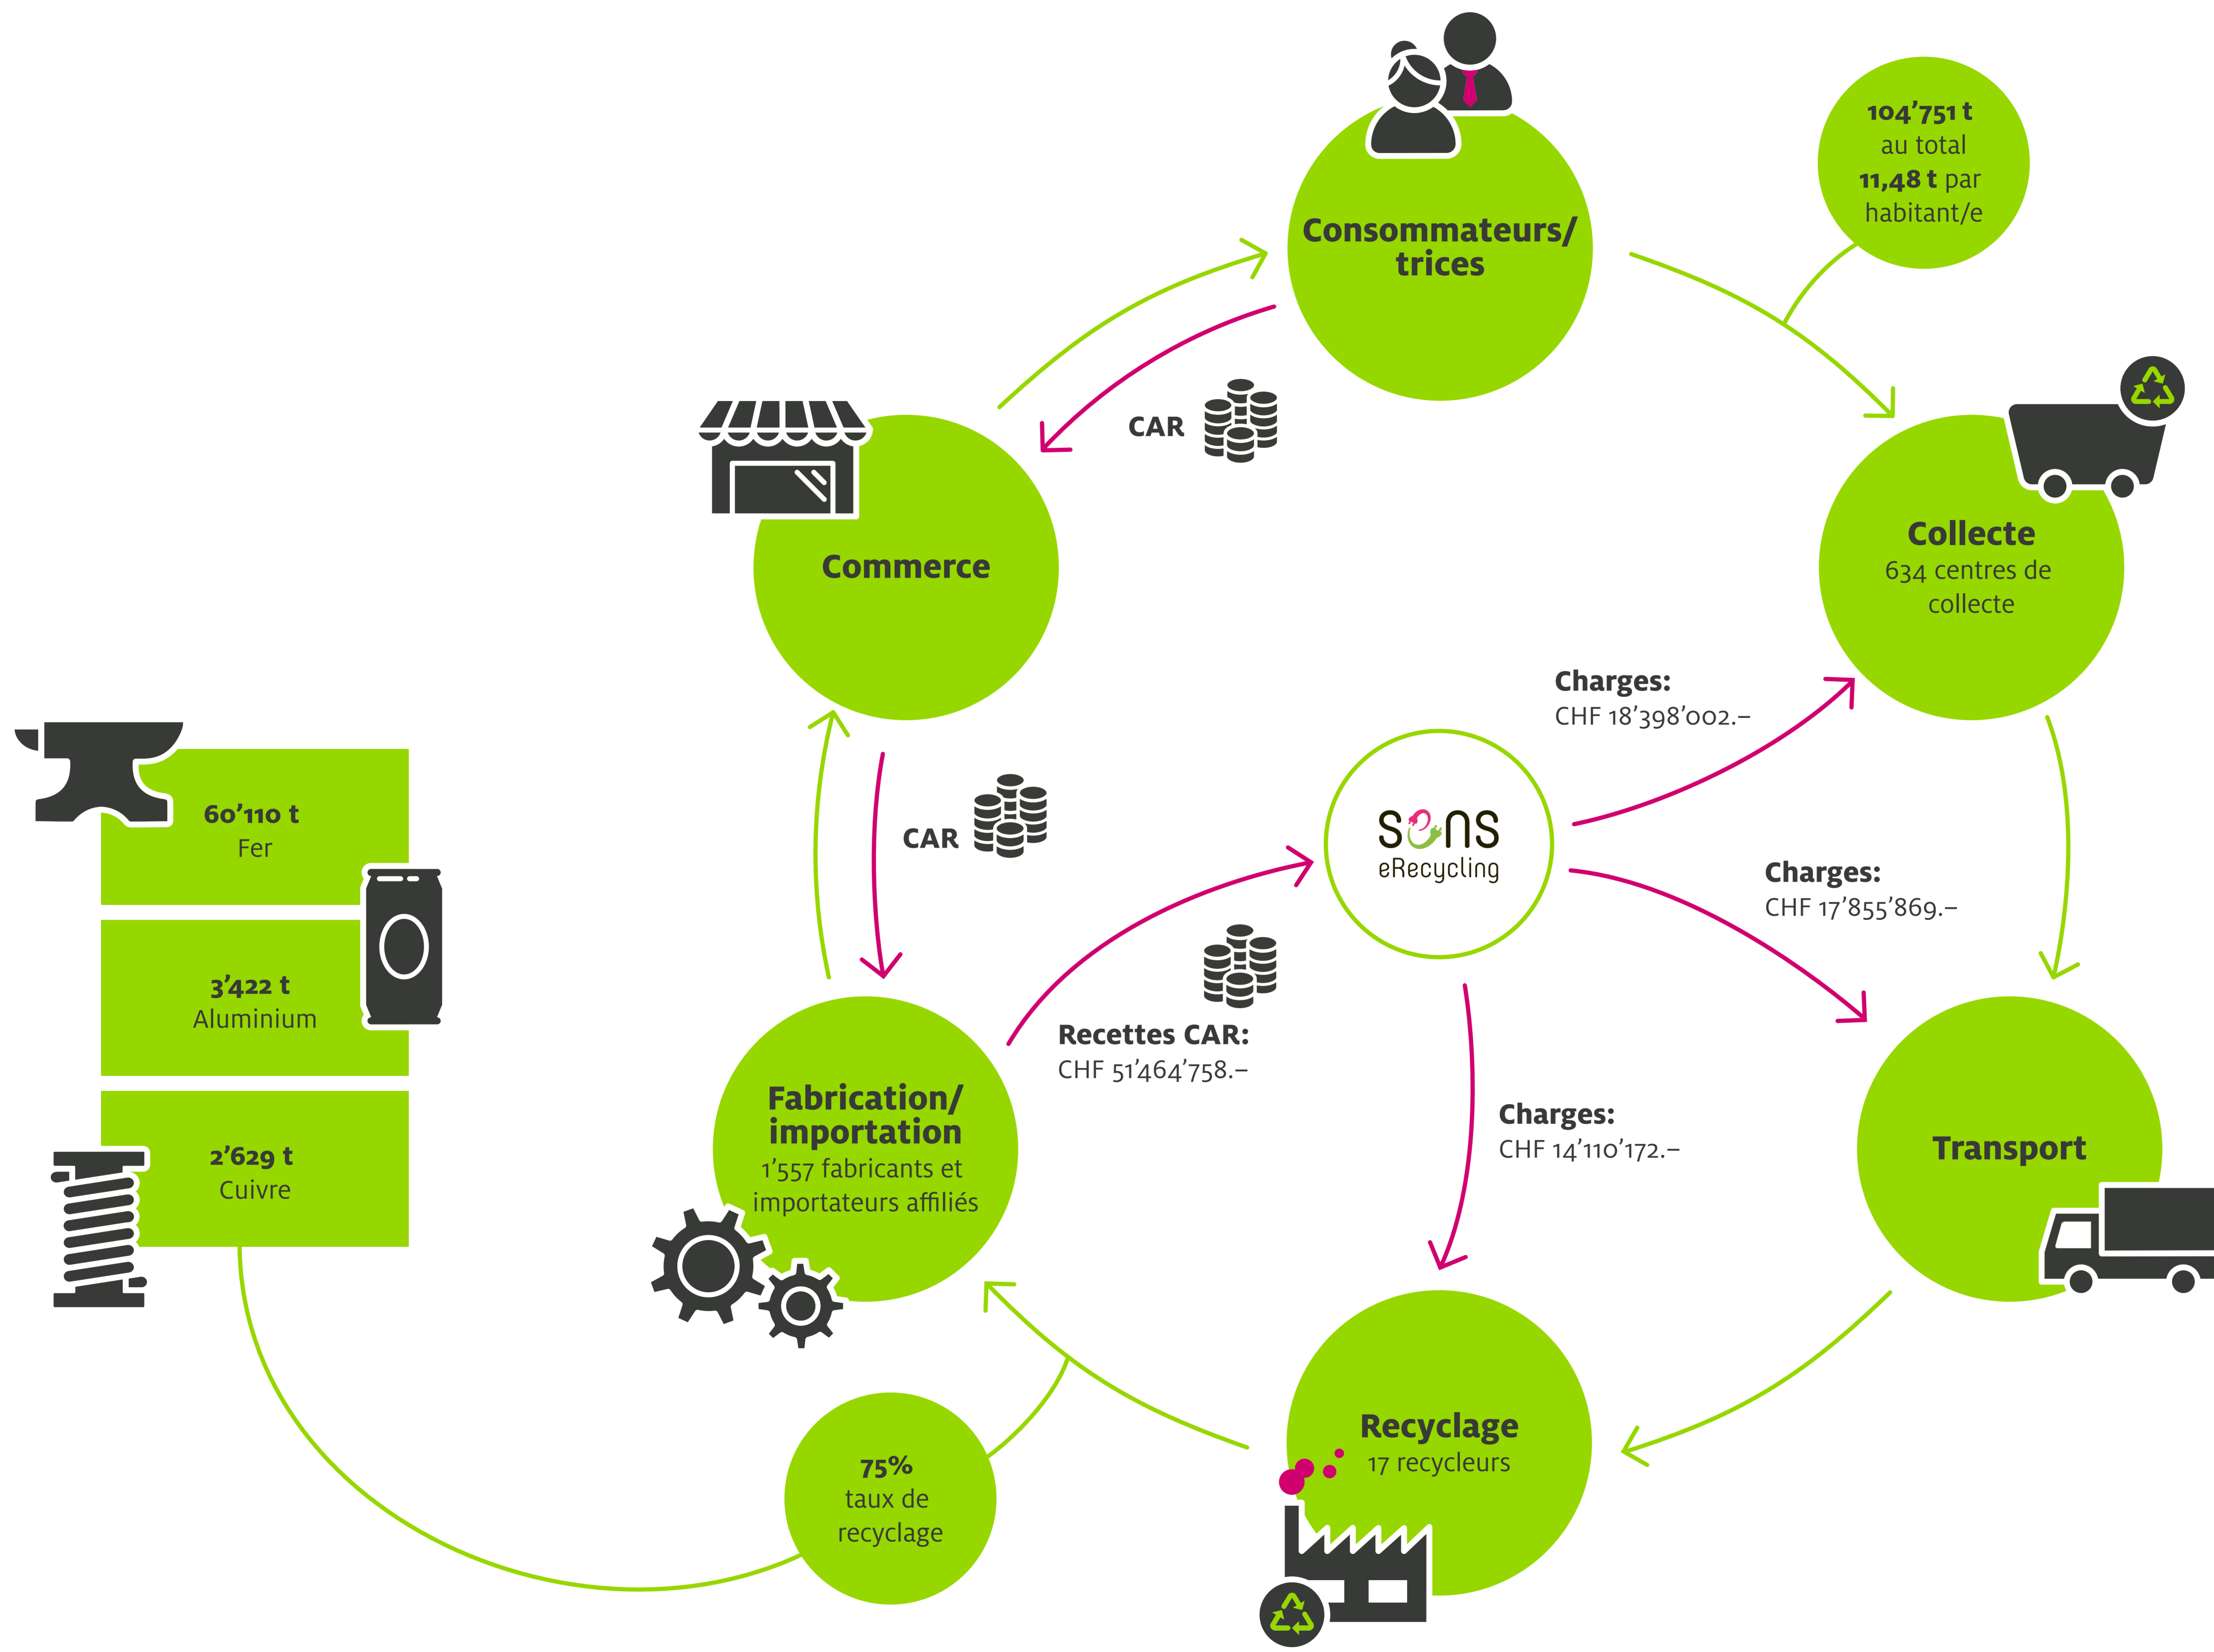 104’751 t
au total
11,48 t par
habitant/e
Consommateurs/
trices
CAR
Commerce
Collecte
634 centres de
collecte
Charges:
CHF 18’398’002.–
60’110 t
Fer
CAR
sens
eRecycling
Charges:
CHF 17’855’869.–
3’422 t
Aluminium
Recettes CAR:
CHF 51’464’758.–
Fabrication/
importation
1’557 fabricants et
importateurs affiliés
Charges:
CHF 14’110’172.–
Transport
2’629 t
Cuivre
Recyclage
17 recycleurs
75%
taux de
recyclage